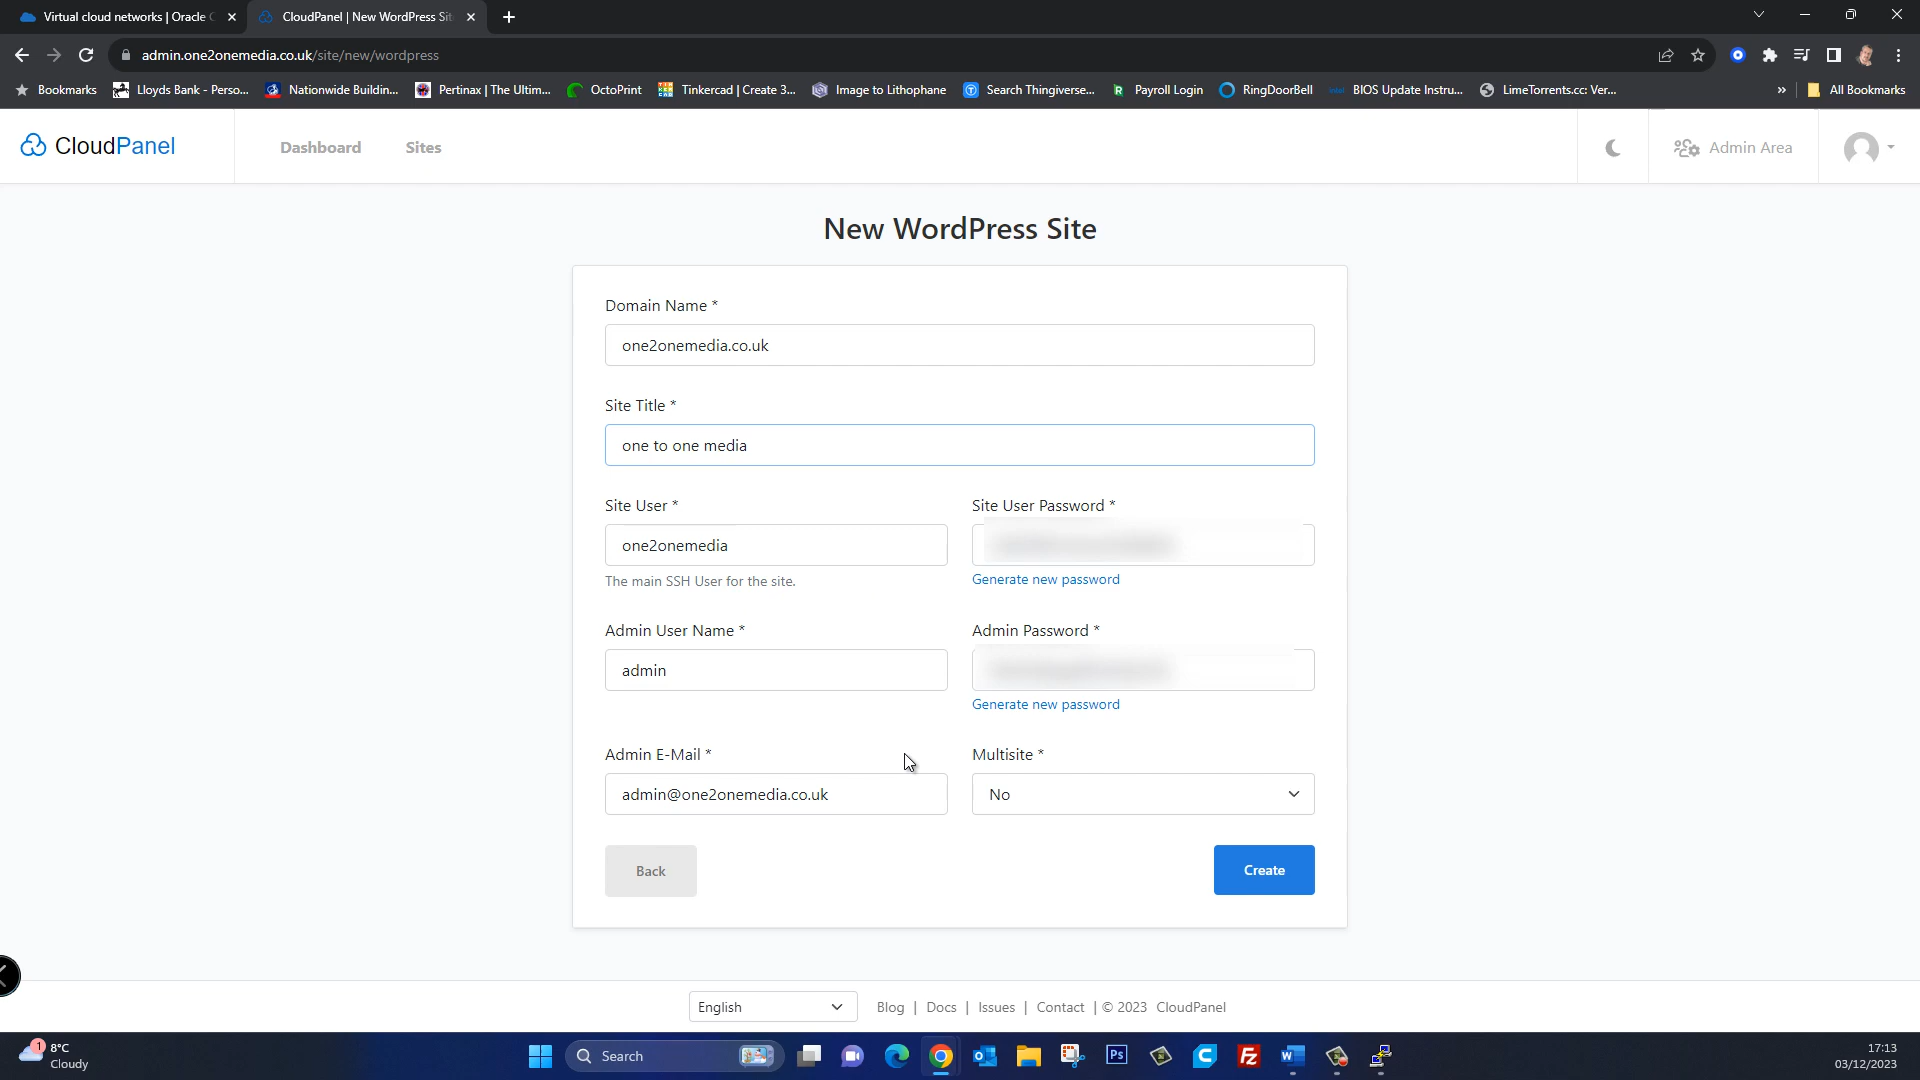 Virtual cloud networks | Oracle C
CloudPanel | New WordPress Sit
admin.one2onemedia.co.uk/site/new/wordpress
Bookmarks
Lloyds Bank - Perso...
Nationwide Buildin...
Pertinax | The Ultim...
OctoPrint
Tinkercad | Create 3...
Image to Lithophane
Search Thingiverse...
Payroll Login
RingDoorBell
BIOS Update Instru...
LimeTorrents.cc: Ver...
»
All Bookmarks
CloudPanel
Dashboard
Sites
Admin Area
New WordPress Site
Domain Name *
one2onemedia.co.uk
Site Title *
one to one media
Site User *
Site User Password *
one2onemedia
The main SSH User for the site.
Generate new password
Admin User Name *
Admin Password *
admin
Generate new password
Admin E-Mail *
Multisite *
admin@one2onemedia.co.uk
No
Back
Create
English
Blog | Docs | Issues | Contact | © 2023 CloudPanel
1
8°C
Cloudy
Search
Ps
17:13
03/12/2023